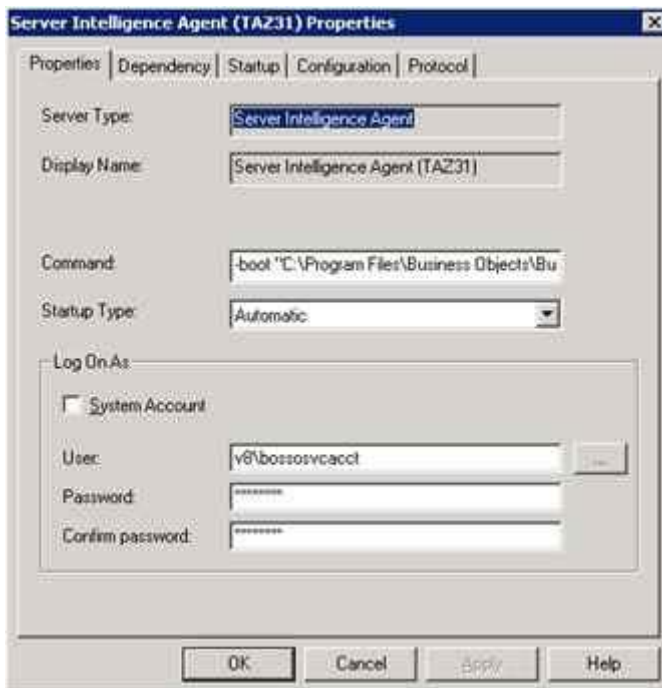 Server Intelligence Agent (TAZ31) Properties
Properties Dependency Startup Configuration Protocol
Server Type: Server Intelligence Agent
Display Name: Server Intelligence Agent (TAZ31)
Command: -boot "C:\Program Files\Business Objects\Bu
Startup Type: Automatic
Log On As
System Account
User: v8\bossosvcacct ...
Password: ********
Confirm password: ********
OK Cancel Apply Help